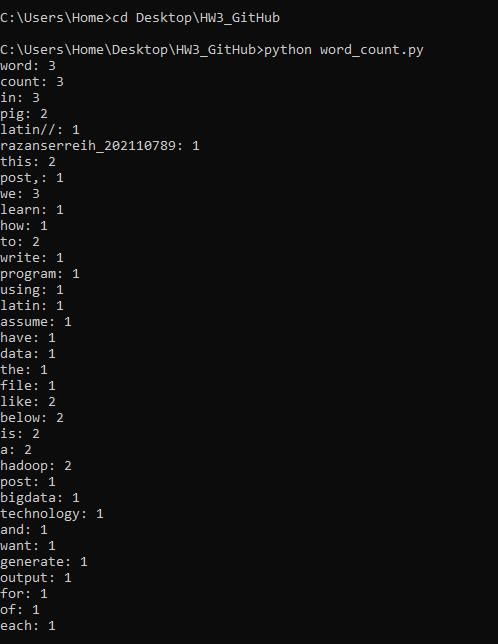 C:\Users\Home>cd Desktop\HW3_GitHub
C:\Users\Home\Desktop\HW3_GitHub>python word_count.py
word: 3
count: 3
in: 3
pig: 2
latin//: 1
razanserreih_202110789: 1
this: 2
post,: 1
we: 3
learn: 1
how: 1
to: 2
write: 1
program: 1
using: 1
latin: 1
assume: 1
have: 1
data: 1
the: 1
file: 1
like: 2
below: 2
is: 2
a: 2
hadoop: 2
post: 1
bigdata: 1
technology: 1
and: 1
want: 1
generate: 1
output: 1
for: 1
of: 1
each: 1